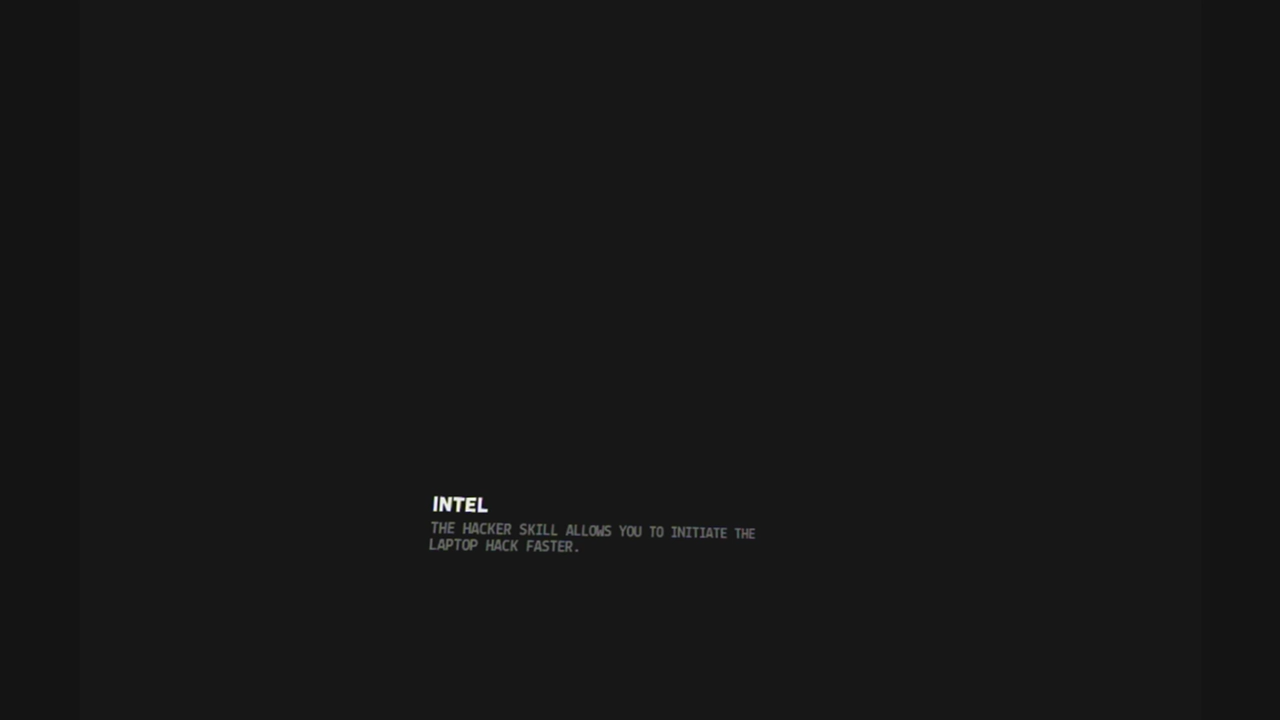 INTEL
THE HACKER SKILL ALLOWS YOU TO INITIATE THE
LAPTOP HACK FASTER.